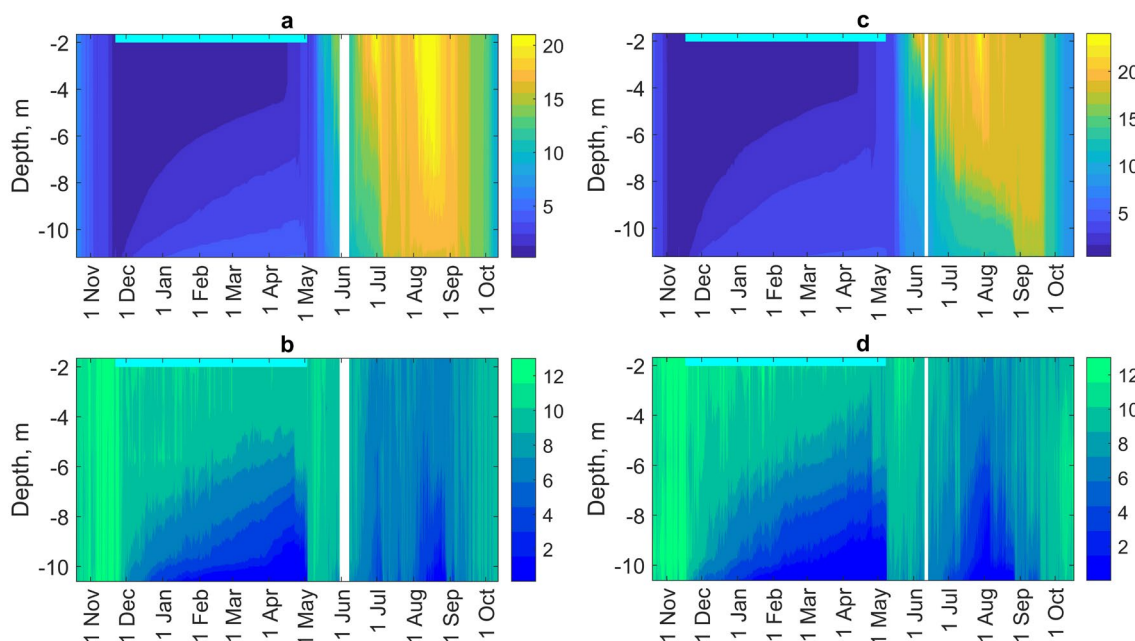 a
-2
-4
-6
-8
-10
Depth, m
1 Nov
1 Dec
1 Jan
1 Feb
1 Mar
1 Apr
1 May
1 Jun
1 Jul
1 Aug
1 Sep
1 Oct
20
15
10
5
c
-2
-4
-6
-8
-10
Depth, m
1 Nov
1 Dec
1 Jan
1 Feb
1 Mar
1 Apr
1 May
1 Jun
1 Jul
1 Aug
1 Sep
1 Oct
20
15
10
5
b
-2
-4
-6
-8
-10
Depth, m
1 Nov
1 Dec
1 Jan
1 Feb
1 Mar
1 Apr
1 May
1 Jun
1 Jul
1 Aug
1 Sep
1 Oct
12
10
8
6
4
2
d
-2
-4
-6
-8
-10
Depth, m
1 Nov
1 Dec
1 Jan
1 Feb
1 Mar
1 Apr
1 May
1 Jun
1 Jul
1 Aug
1 Sep
1 Oct
12
10
8
6
4
2